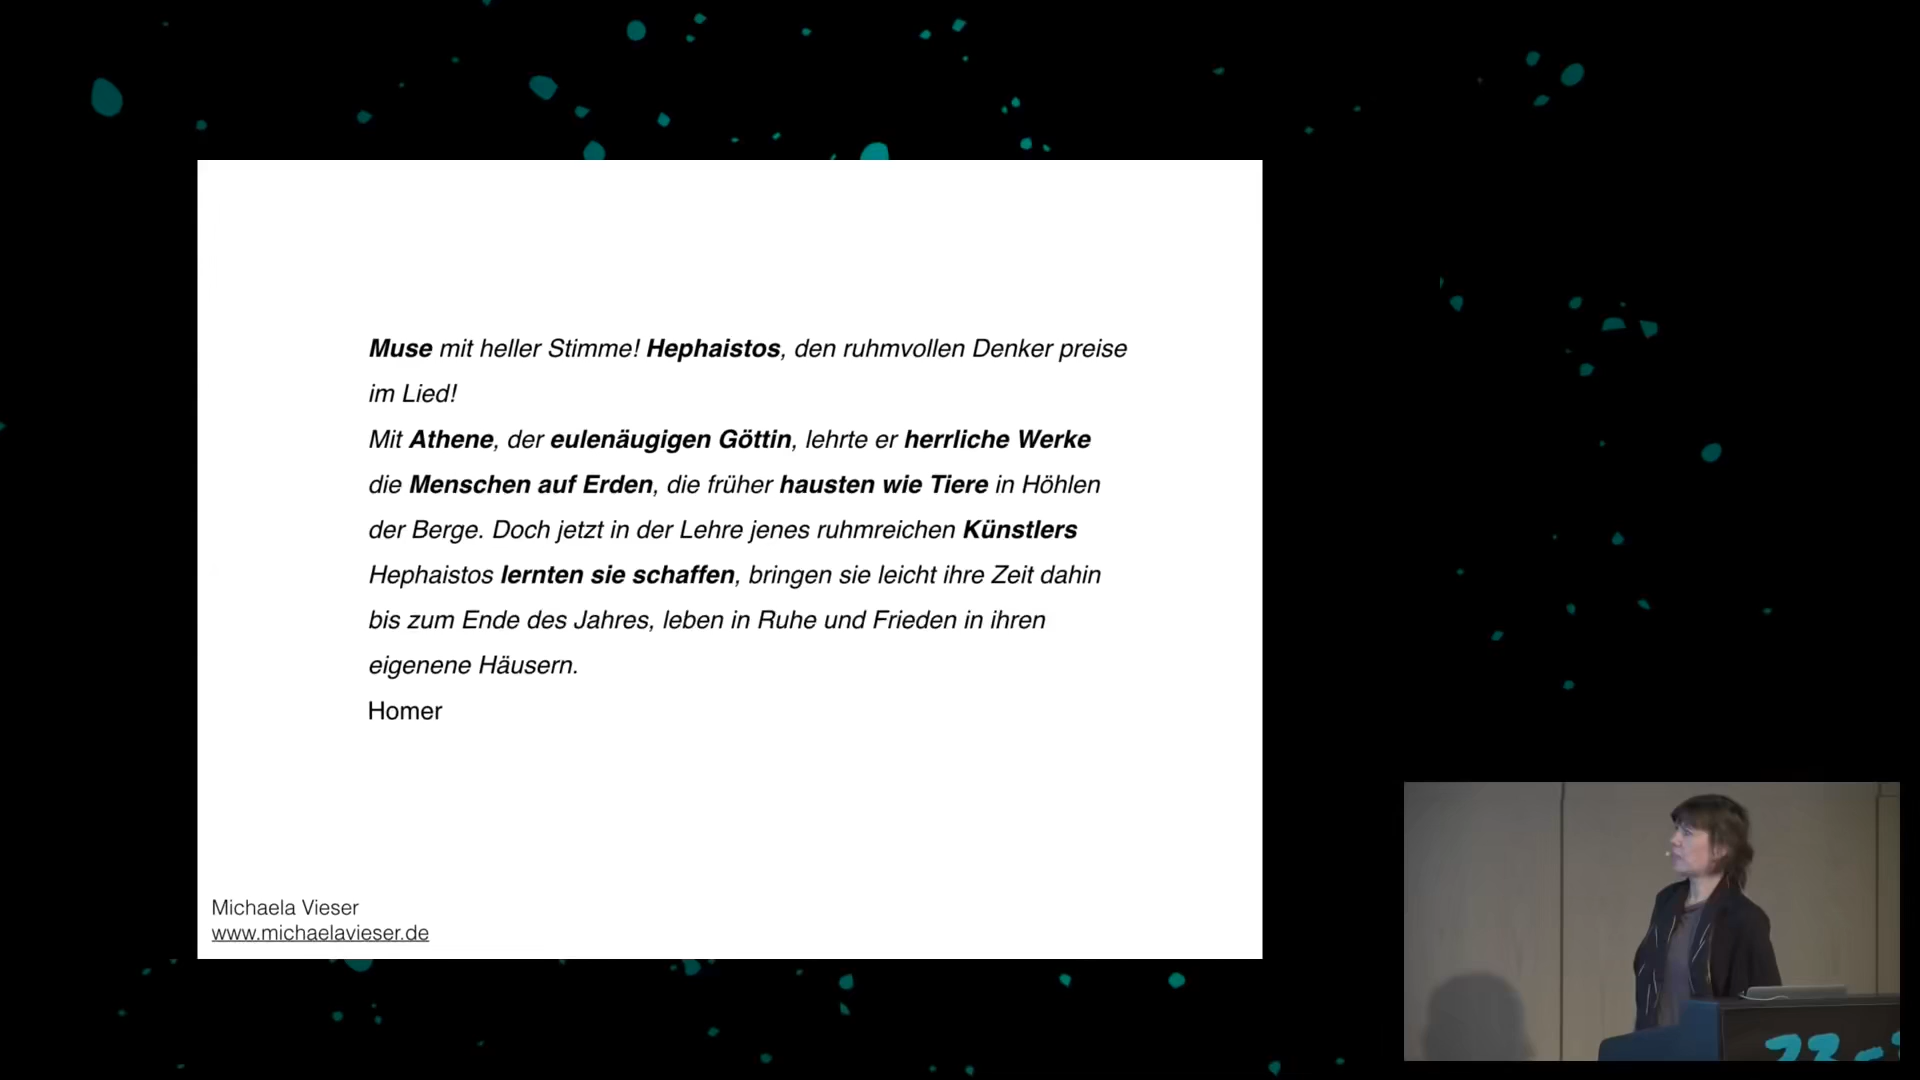 Muse mit heller Stimme! Hephaistos, den ruhmvollen Denker preise
im Lied!
Mit Athene, der eulenäugigen Göttin, lehrte er herrliche Werke
die Menschen auf Erden, die früher hausten wie Tiere in Höhlen
der Berge. Doch jetzt in der Lehre jenes ruhmreichen Künstlers
Hephaistos lernten sie schaffen, bringen sie leicht ihre Zeit dahin
bis zum Ende des Jahres, leben in Ruhe und Frieden in ihren
eigenene Häusern.
Homer
Michaela Vieser
www.michaelavieser.de